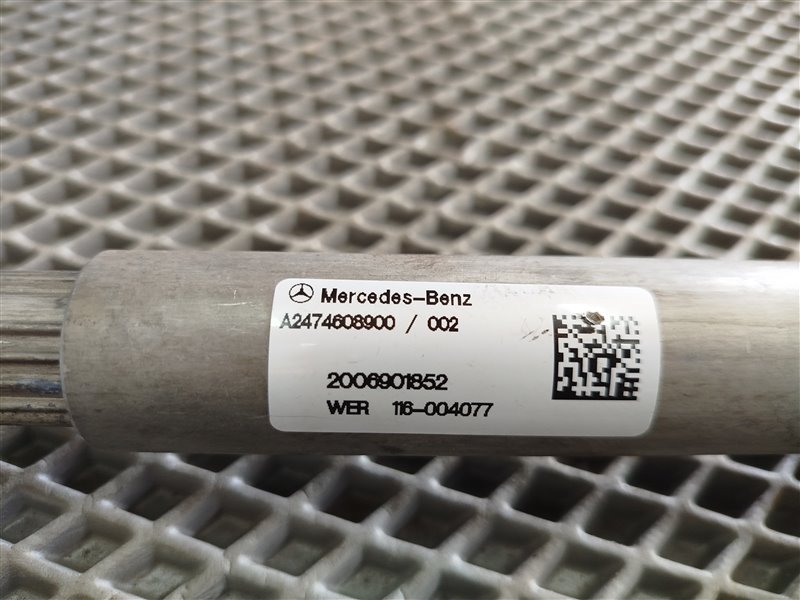 Mercedes-Benz
A2474608900 / 002
2006901852
WER 116-004077